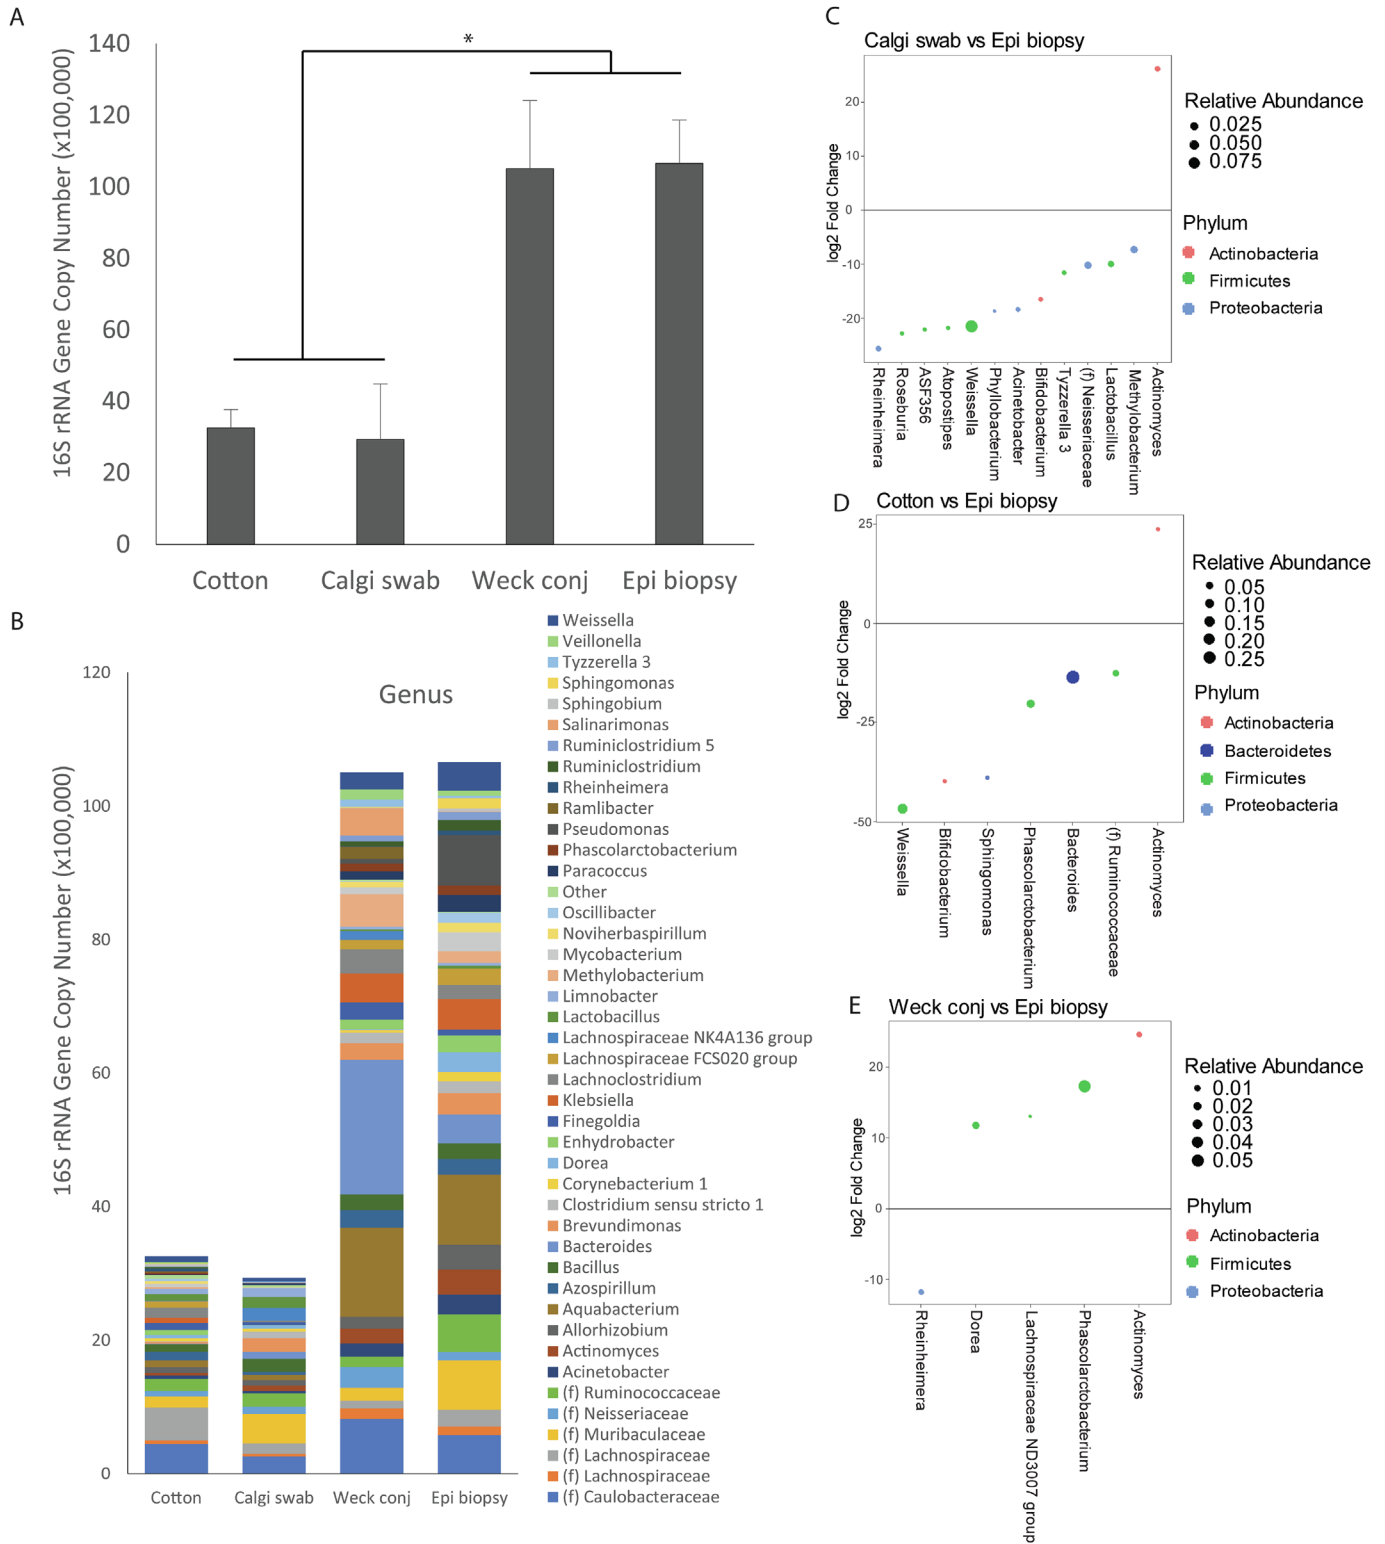 A
16S rRNA Gene Copy Number (x100,000)
140
120
100
80
60
40
20
0
*
Cotton
Calgi swab
Weck conj
Epi biopsy
B
16S rRNA Gene Copy Number (x100,000)
Genus
120
100
80
60
40
20
0
Cotton
Calgi swab
Weck conj
Epi biopsy
Weissella
Veillonella
Tyzzerella 3
Sphingomonas
Sphingobium
Salinarimonas
Ruminiclostridium 5
Ruminiclostridium
Rheinheimera
Ramlibacter
Pseudomonas
Phascolarctobacterium
Paracoccus
Other
Oscillibacter
Noviherbaspirillum
Mycobacterium
Methylobacterium
Limnobacter
Lactobacillus
Lachnospiraceae NK4A136 group
Lachnospiraceae FCS020 group
Lachnoclostridium
Klebsiella
Finegoldia
Enhydrobacter
Dorea
Corynebacterium 1
Clostridium sensu stricto 1
Brevundimonas
Bacteroides
Bacillus
Azospirillum
Aquabacterium
Allorhizobium
Actinomyces
Acinetobacter
(f) Ruminococcaceae
(f) Neisseriaceae
(f) Muribaculaceae
(f) Lachnospiraceae
(f) Lachnospiraceae
(f) Caulobacteraceae
C
Calgi swab vs Epi biopsy
log2 Fold Change
20
10
0
-10
-20
Rheinheimera
Roseburia
ASF356
Atopostipes
Weissella
Phyllobacterium
Acinetobacter
Bifidobacterium
Tyzzerella 3
(f) Neisseriaceae
Lactobacillus
Methylobacterium
Actinomyces
Relative Abundance
0.025
0.050
0.075
Phylum
Actinobacteria
Firmicutes
Proteobacteria
D
Cotton vs Epi biopsy
log2 Fold Change
25
0
-25
-50
Weissella
Bifidobacterium
Sphingomonas
Phascolarctobacterium
Bacteroides
(f) Ruminococcaceae
Actinomyces
Relative Abundance
0.05
0.10
0.15
0.20
0.25
Phylum
Actinobacteria
Bacteroidetes
Firmicutes
Proteobacteria
E
Weck conj vs Epi biopsy
log2 Fold Change
20
10
0
-10
Rheinheimera
Dorea
Lachnospiraceae ND3007 group
Phascolarctobacterium
Actinomyces
Relative Abundance
0.01
0.02
0.03
0.04
0.05
Phylum
Actinobacteria
Firmicutes
Proteobacteria